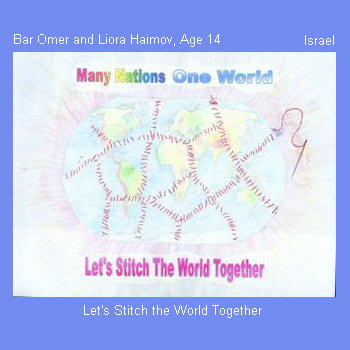 Bar Omer and Liora Haimov, Age 14
Israel
Many Nations One World
Let's Stitch The World Together
Let's Stitch the World Together